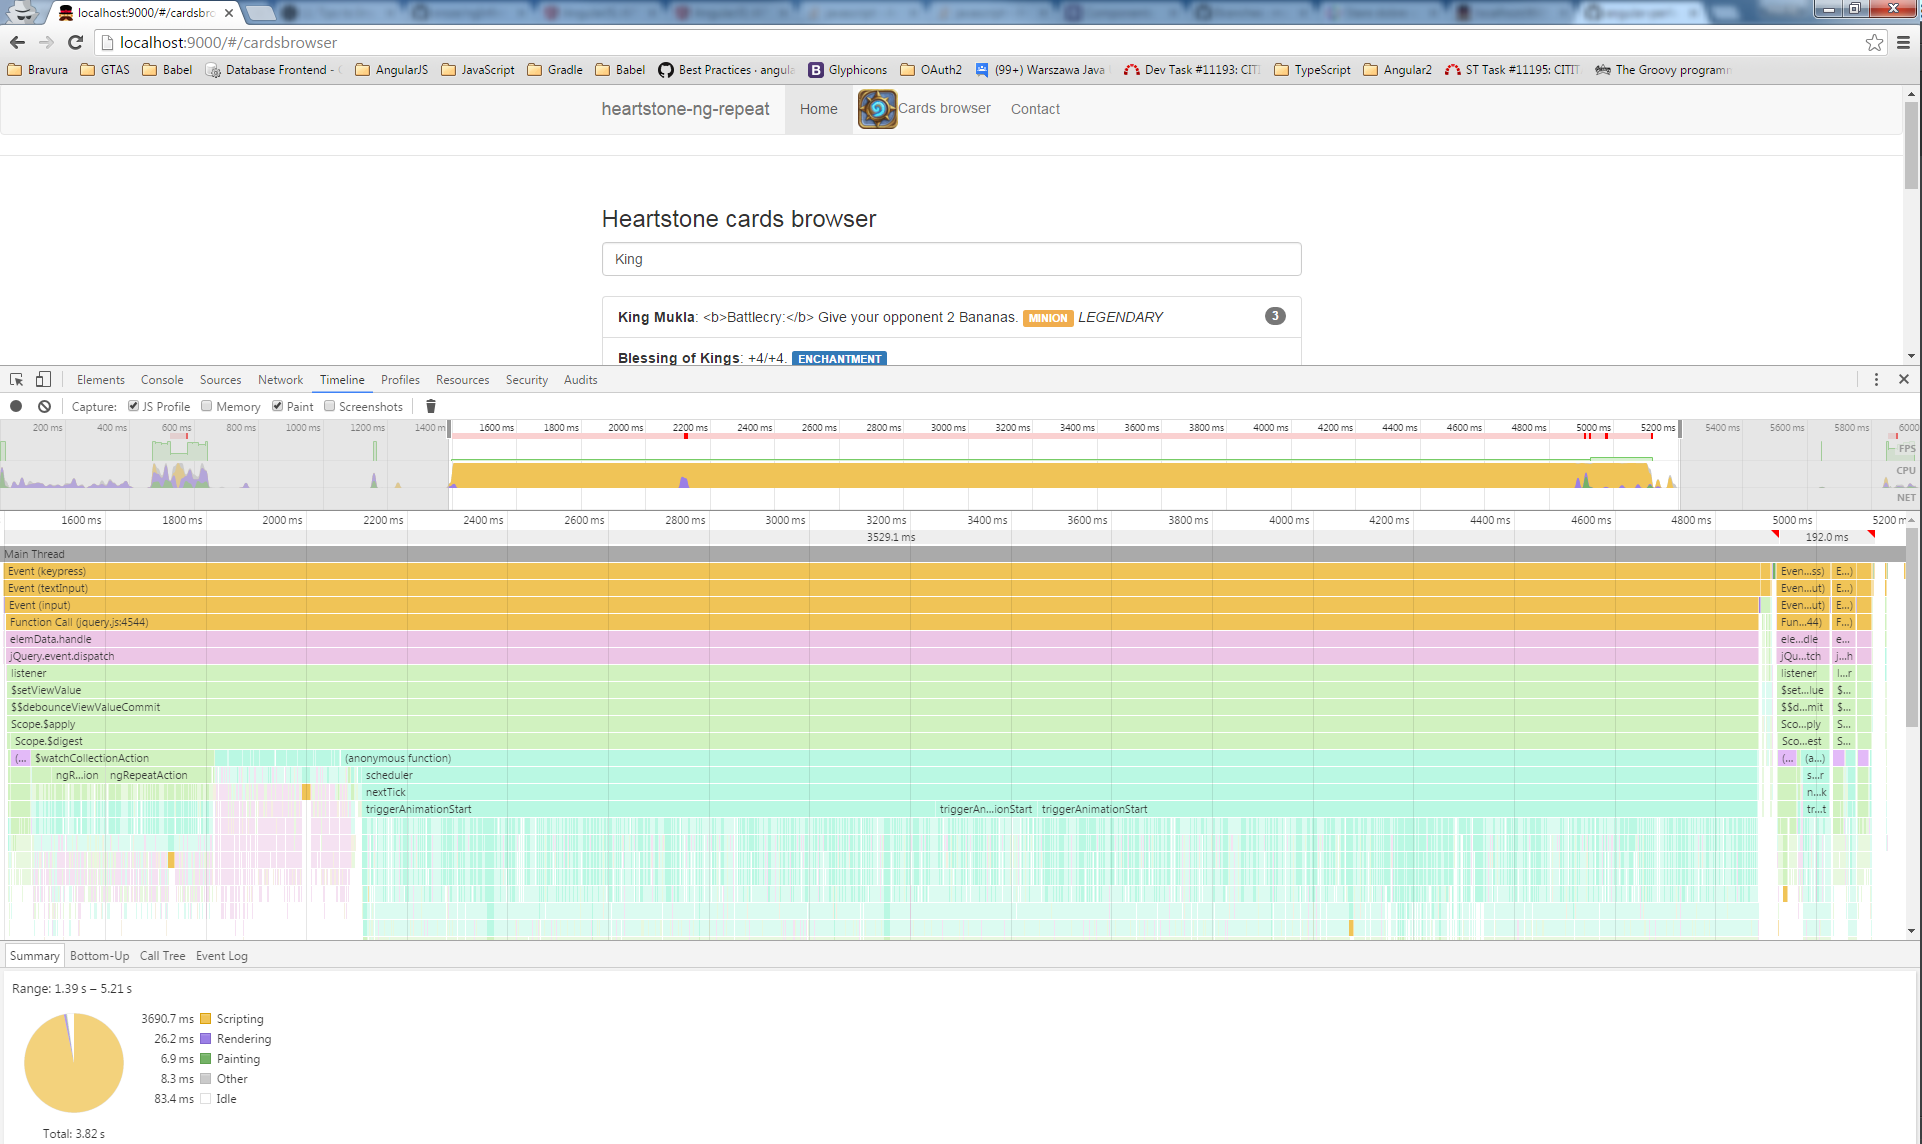 localhost:9000/#/cardsbro
localhost:9000/#/cardsbrowser
Bravura GTAS Babel Database Frontend - AngularJS JavaScript Gradle Babel Best Practices · angula Glyphicons OAuth2 (99+) Warszawa Java Dev Task #11193: CITI TypeScript Angular2 ST Task #11195: CITIT The Groovy programm
heartstone-ng-repeat Home Cards browser Contact
Heartstone cards browser
King
King Mukla: <b>Battlecry:</b> Give your opponent 2 Bananas. MINION LEGENDARY 3
Blessing of Kings: +4/+4. ENCHANTMENT
Elements Console Sources Network Timeline Profiles Resources Security Audits
Capture: JS Profile Memory Paint Screenshots
200 ms 400 ms 600 ms 800 ms 1000 ms 1200 ms 1400 m 1600 ms 1800 ms 2000 ms 2200 ms 2400 ms 2600 ms 2800 ms 3000 ms 3200 ms 3400 ms 3600 ms 3800 ms 4000 ms 4200 ms 4400 ms 4600 ms 4800 ms 5000 ms 5200 ms 5400 ms 5600 ms 5800 ms 6000
FPS
CPU
NET
1600 ms 1800 ms 2000 ms 2200 ms 2400 ms 2600 ms 2800 ms 3000 ms 3200 ms 3400 ms 3600 ms 3800 ms 4000 ms 4200 ms 4400 ms 4600 ms 4800 ms 5000 ms 5200 m
3529.1 ms 192.0 ms
Main Thread
Event (keypress) Even...ss) E...)
Event (textInput) Even...ut) E...)
Event (input) Even...ut) E...)
Function Call (jquery.js:4544) Fun...44) F...)
elemData.handle ele...dle e...
jQuery.event.dispatch jQu...tch j...h
listener listener l...r
$setViewValue $set...lue $...
$$debounceViewValueCommit $$d...mit $...
Scope.$apply Sco...ply S...
Scope.$digest Sco...est S...
(... $watchCollectionAction (anonymous function) (... (a...)
ngR...ion ngRepeatAction scheduler s...r
nextTick n...k
triggerAnimationStart triggerAn...ionStart triggerAnimationStart tr...t
Summary Bottom-Up Call Tree Event Log
Range: 1.39 s – 5.21 s
3690.7 ms Scripting
26.2 ms Rendering
6.9 ms Painting
8.3 ms Other
83.4 ms Idle
Total: 3.82 s